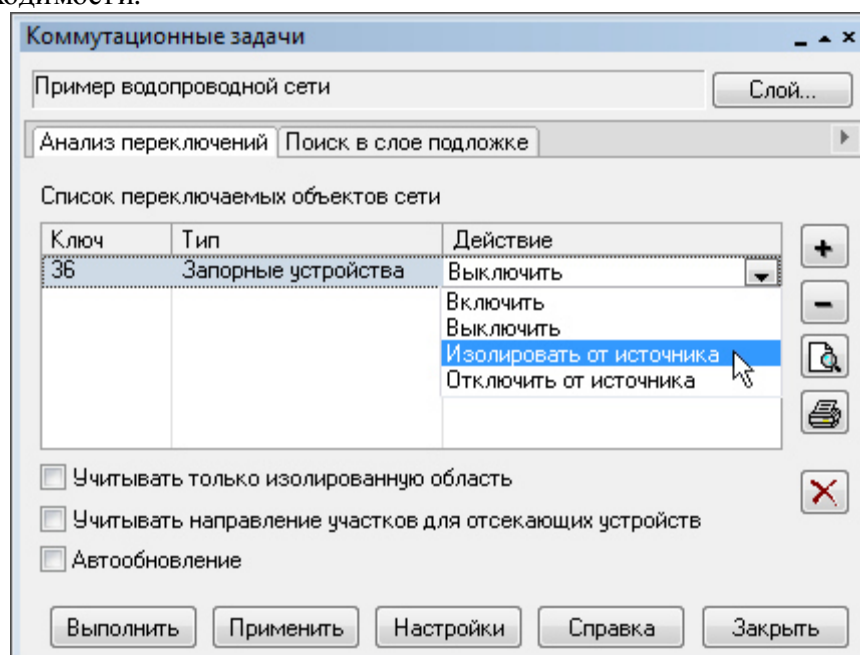 Коммутационные задачи
Пример водопроводной сети Слой...
Анализ переключений Поиск в слое подложке
Список переключаемых объектов сети
Ключ Тип Действие
36 Запорные устройства Выключить
Включить
Выключить
Изолировать от источника
Отключить от источника
Учитывать только изолированную область
Учитывать направление участков для отсекающих устройств
Автообновление
Выполнить Применить Настройки Справка Закрыть